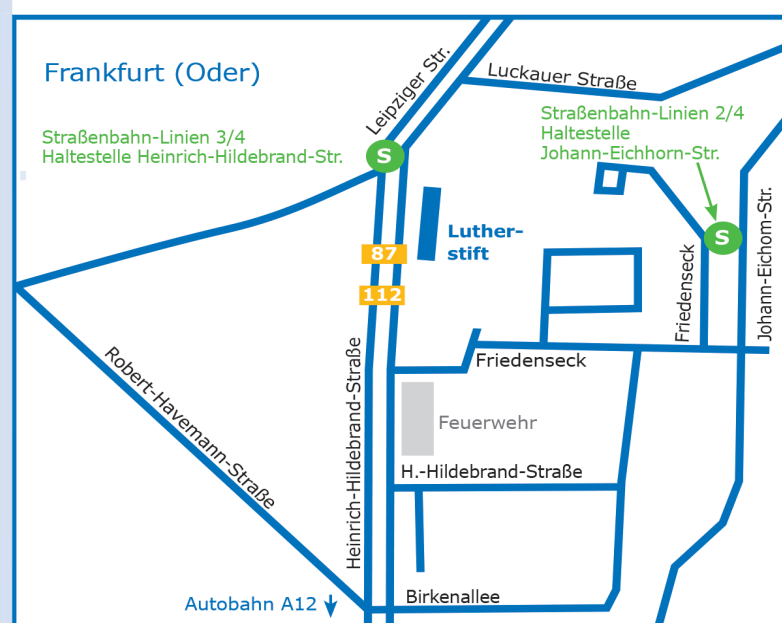 Frankfurt (Oder)
Leipziger Str.
Luckauer Straße
Straßenbahn-Linien 3/4
Haltestelle Heinrich-Hildebrand-Str.
S
Straßenbahn-Linien 2/4
Haltestelle
Johann-Eichhorn-Str.
S
Luther-
stift
87
112
Friedenseck
Johann-Eichom-Str.
Robert-Havemann-Straße
Heinrich-Hildebrand-Straße
Friedenseck
Feuerwehr
H.-Hildebrand-Straße
Birkenallee
Autobahn A12